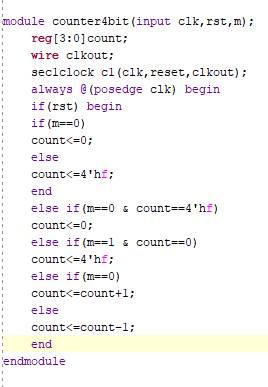 module counter4bit(input clk,rst,m);
reg[3:0]count;
wire clkout;
seclclock cl(clk,reset,clkout);
always @(posedge clk) begin
if(rst) begin
if(m==0)
count<=0;
else
count<=4'hf;
end
else if(m==0 & count==4'hf)
count<=0;
else if(m==1 & count==0)
count<=4'hf;
else if(m==0)
count<=count+1;
else
count<=count-1;
end
endmodule